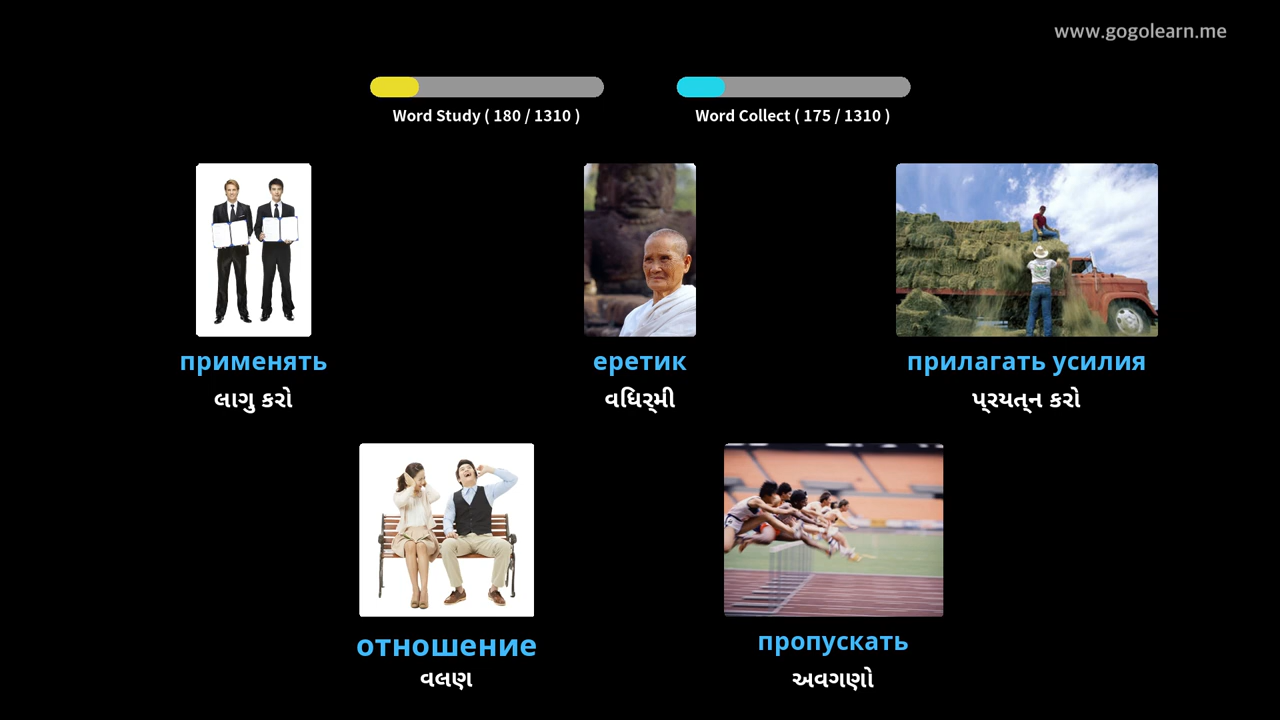 www.gogolearn.me
Word Study ( 180 / 1310 )
Word Collect ( 175 / 1310 )
применять
લાગુ કરો
еретик
વધિર્મી
прилагать усилия
પ્રયત્ન કરો
отношение
વલણ
пропускать
અવગણો